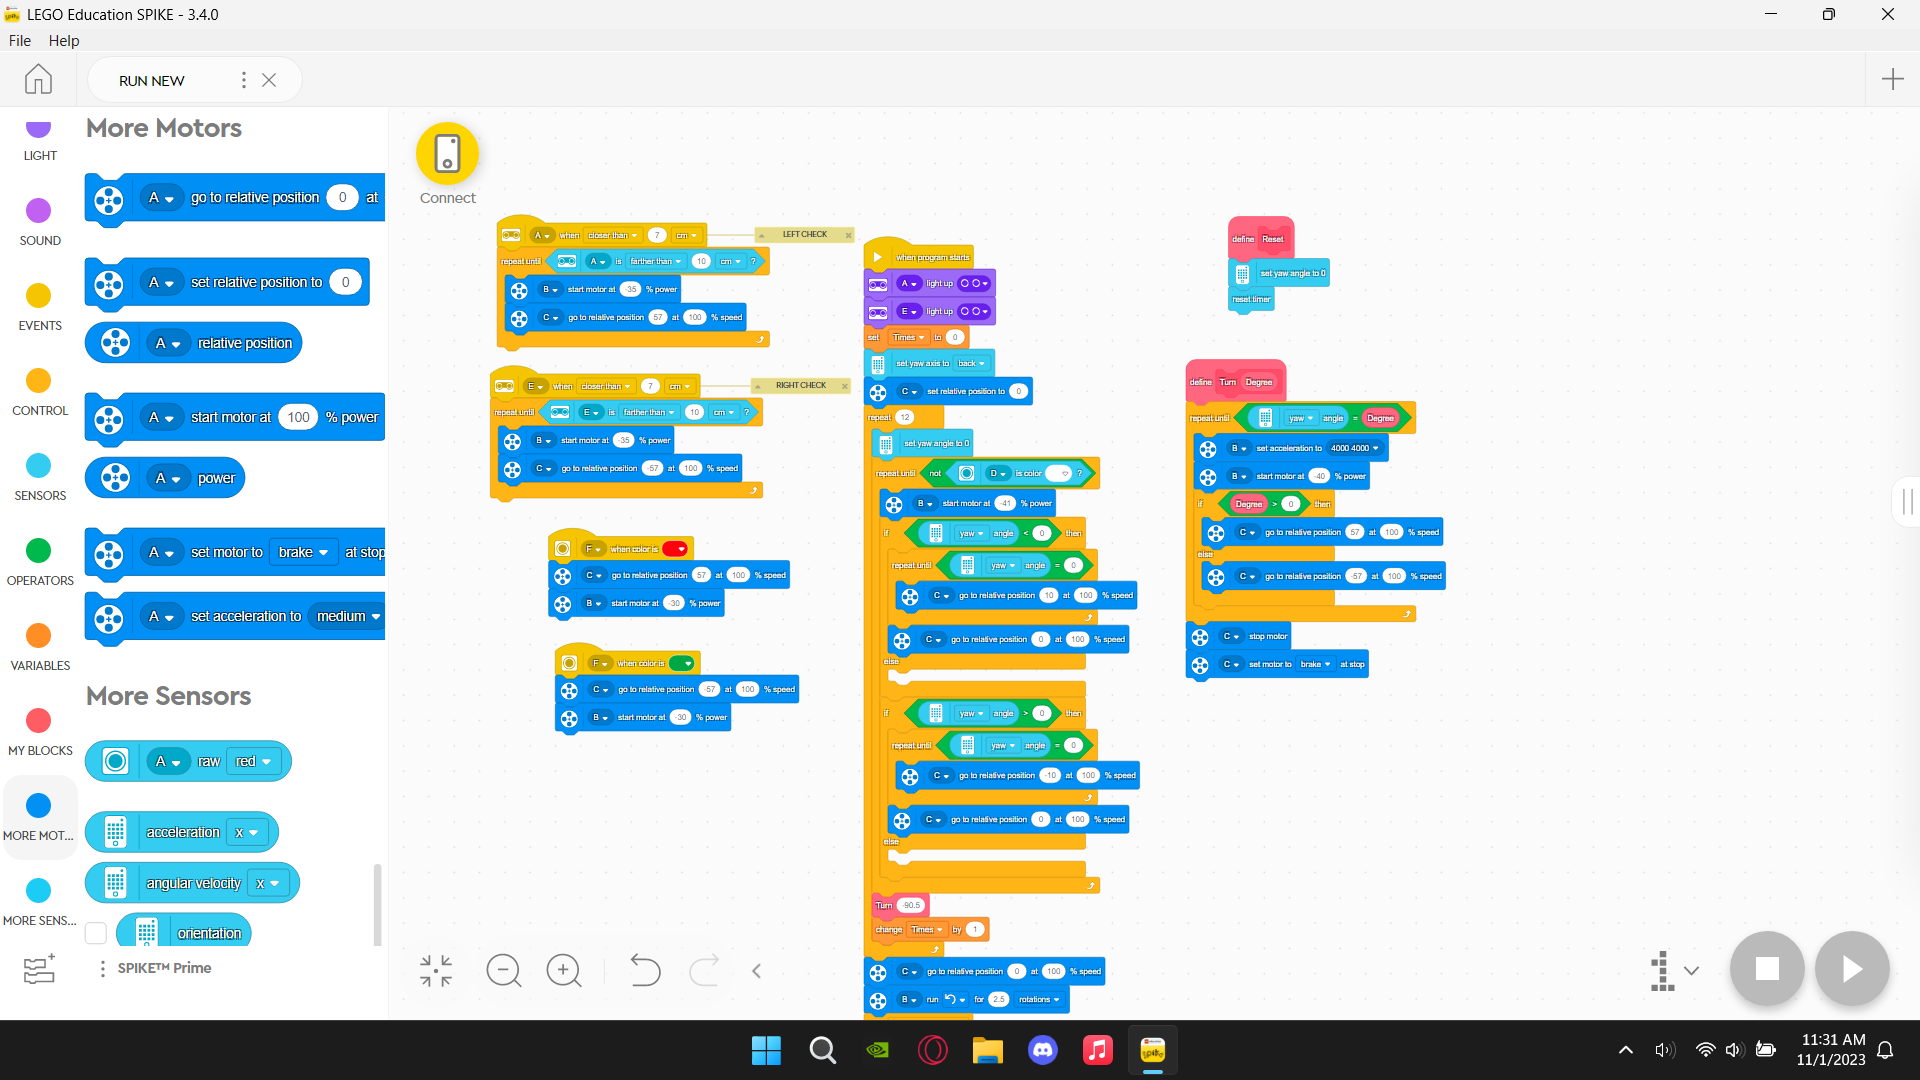 LEGO Education SPIKE - 3.4.0
File Help
RUN NEW
More Motors
LIGHT
SOUND
EVENTS
CONTROL
SENSORS
OPERATORS
VARIABLES
MY BLOCKS
MORE MOT...
MORE SENS...
A go to relative position 0 at
A set relative position to 0
A relative position
A start motor at 100 % power
A power
A set motor to brake at stop
A set acceleration to medium
More Sensors
A raw red
acceleration x
angular velocity x
orientation
SPIKE™ Prime
Connect
A when closer than 7 cm
LEFT CHECK
repeat until A is farther than 10 cm ?
B start motor at -35 % power
C go to relative position 57 at 100 % speed
E when closer than 7 cm
RIGHT CHECK
repeat until E is farther than 10 cm ?
B start motor at -35 % power
C go to relative position -57 at 100 % speed
F when color is
C go to relative position 57 at 100 % speed
B start motor at -30 % power
F when color is
C go to relative position -57 at 100 % speed
B start motor at -30 % power
when program starts
A light up
E light up
set Times to 0
set yaw axis to back
C set relative position to 0
repeat 12
set yaw angle to 0
repeat until not D is color ?
B start motor at -41 % power
if yaw angle < 0 then
repeat until yaw angle = 0
C go to relative position 10 at 100 % speed
C go to relative position 0 at 100 % speed
else
if yaw angle > 0 then
repeat until yaw angle = 0
C go to relative position -10 at 100 % speed
C go to relative position 0 at 100 % speed
else
Turn -90.5
change Times by 1
C go to relative position 0 at 100 % speed
B run for 2.5 rotations
define Reset
set yaw angle to 0
reset timer
define Turn Degree
repeat until yaw angle = Degree
B set acceleration to 4000 4000
B start motor at -40 % power
if Degree > 0 then
C go to relative position 57 at 100 % speed
else
C go to relative position -57 at 100 % speed
C stop motor
C set motor to brake at stop
11:31 AM
11/1/2023